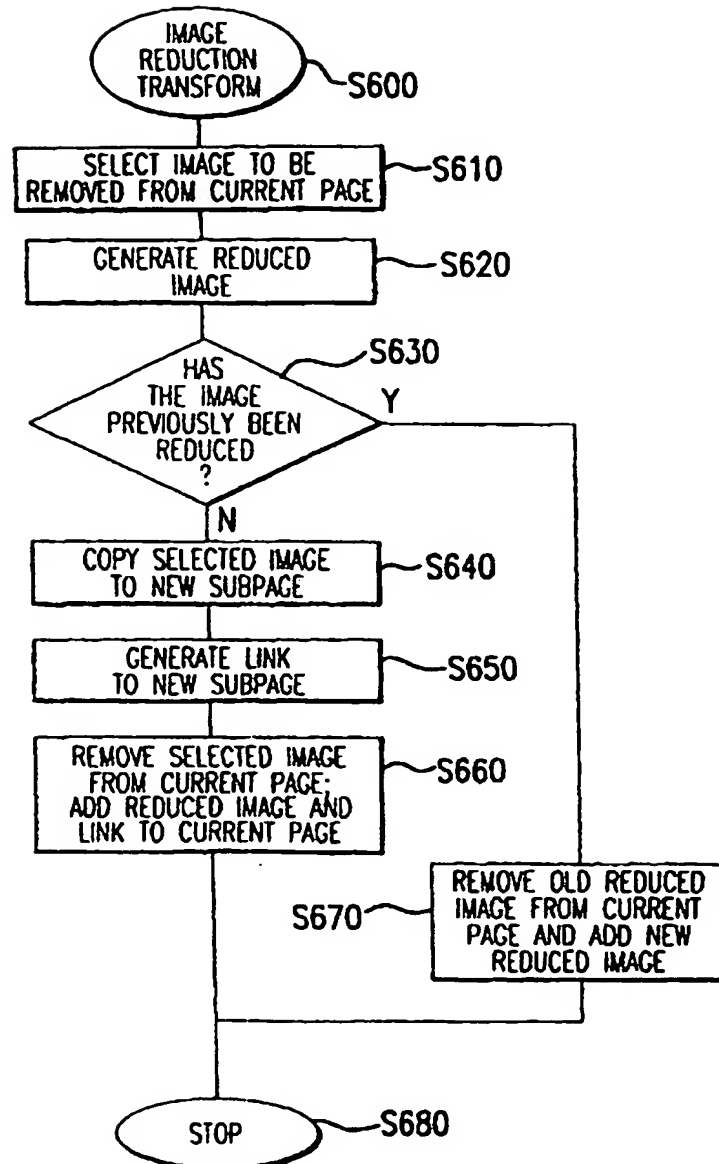 IMAGE
REDUCTION
TRANSFORM
S600
SELECT IMAGE TO BE
REMOVED FROM CURRENT PAGE
S610
GENERATE REDUCED
IMAGE
S620
HAS
THE IMAGE
PREVIOUSLY BEEN
REDUCED
?
S630
Y
N
COPY SELECTED IMAGE
TO NEW SUBPAGE
S640
GENERATE LINK
TO NEW SUBPAGE
S650
REMOVE SELECTED IMAGE
FROM CURRENT PAGE;
ADD REDUCED IMAGE AND
LINK TO CURRENT PAGE
S660
REMOVE OLD REDUCED
IMAGE FROM CURRENT
PAGE AND ADD NEW
REDUCED IMAGE
S670
STOP
S680